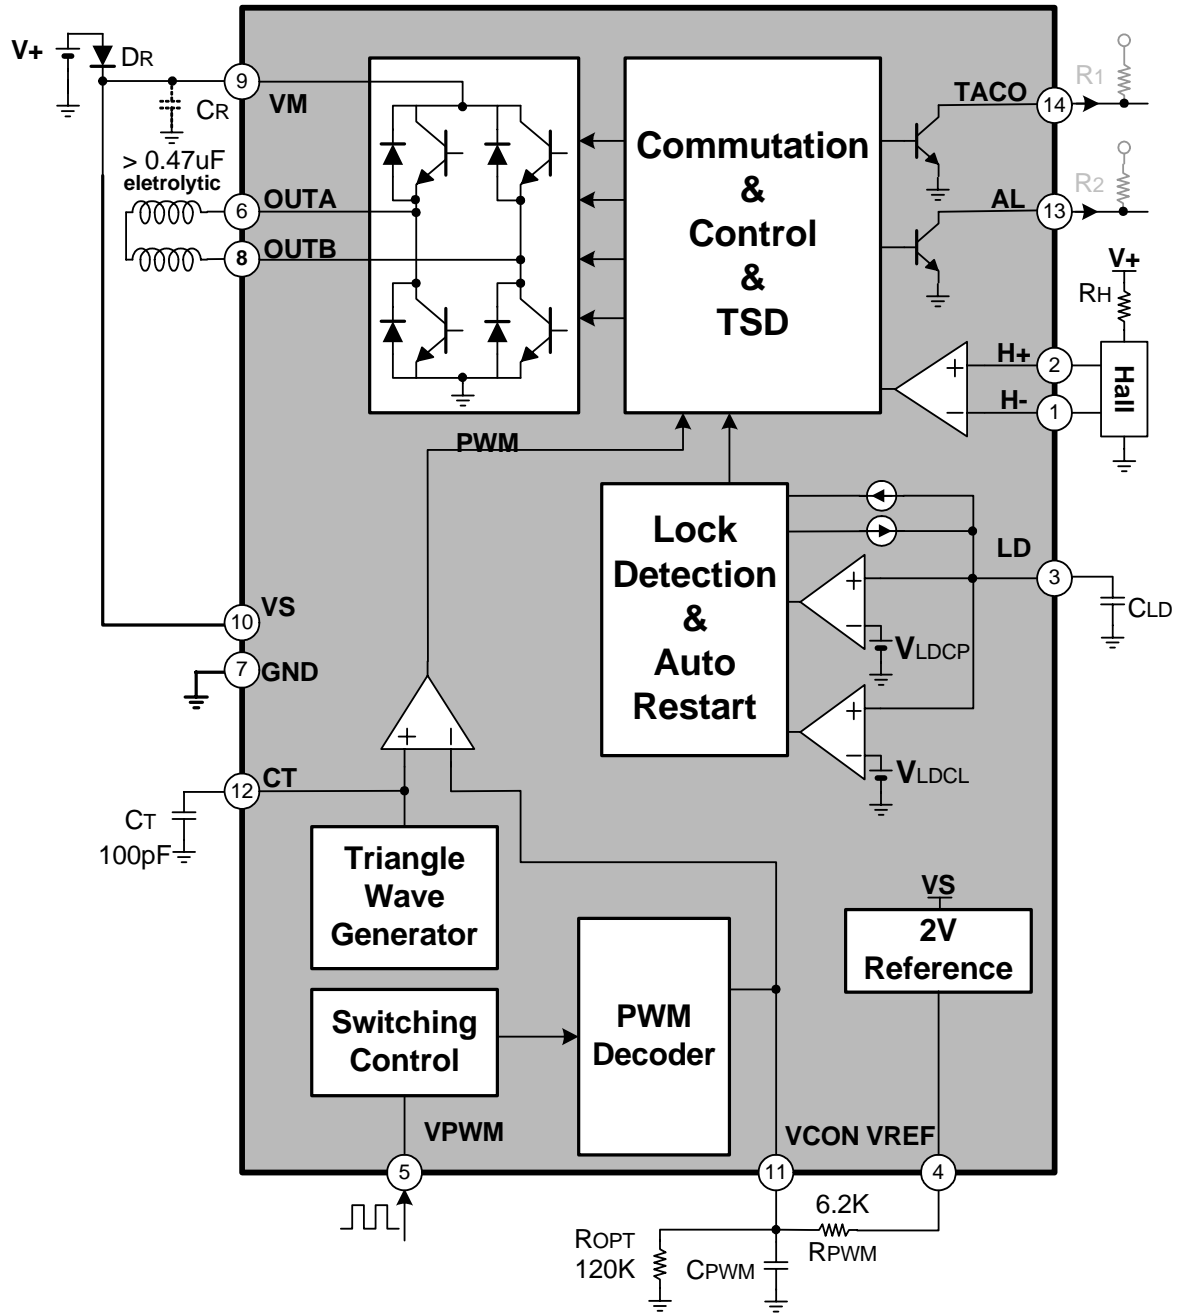 V+
DR
9
VM
CR
> 0.47uF
eletrolytic
6
OUTA
8
OUTB
Commutation
&
Control
&
TSD
TACO
14
R1
AL
13
R2
V+
RH
H+
2
H-
1
Hall
PWM
Lock
Detection
&
Auto
Restart
LD
3
CLD
VLDCP
VLDCL
VS
10
7
GND
CT
12
CT
100pF
Triangle
Wave
Generator
VS
2V
Reference
Switching
Control
PWM
Decoder
VPWM
5
VCON VREF
11
4
6.2K
RPWM
ROPT
120K
CPWM